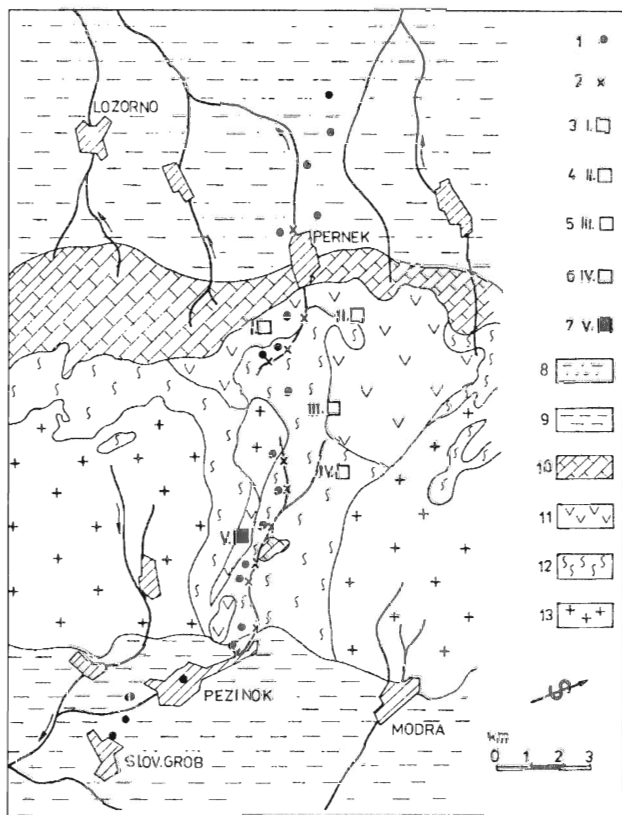 LOZORNO
PERNEK
I.
II.
III.
IV.
V.
PEZINOK
MODRA
SLOV. GROB
1
2
3 I.
4 II.
5 III.
6 IV.
7 V.
8
9
10
11
12
13
S
km
0 1 2 3